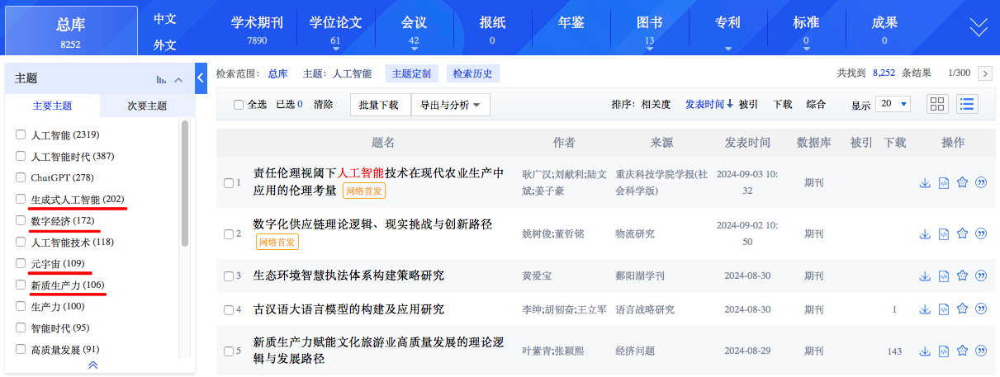 总库
8252
中文
外文
学术期刊
7890
学位论文
61
会议
42
报纸
0
年鉴
图书
13
专利
标准
0
成果
0
主题
主要主题
次要主题
人工智能 (2319)
人工智能时代 (387)
ChatGPT (278)
生成式人工智能 (202)
数字经济 (172)
人工智能技术 (118)
元宇宙 (109)
新质生产力 (106)
生产力 (100)
智能时代 (95)
高质量发展 (91)
检索范围: 总库 主题: 人工智能 主题定制 检索历史
共找到 8,252 条结果 1/300
全选 已选 0 清除 批量下载 导出与分析
排序: 相关度 发表时间 被引 下载 综合 显示 20
题名 作者 来源 发表时间 数据库 被引 下载 操作
1 责任伦理视阈下人工智能技术在现代农业生产中
应用的伦理考量 网络首发
耿广汉;刘献利;陆文
斌;姜子豪
重庆科技学院学报(社
会科学版)
2024-09-03 10:
32
期刊
2 数字化供应链理论逻辑、现实挑战与创新路径
网络首发
姚树俊;董哲铭
物流研究
2024-09-02 10:
50
期刊
3 生态环境智慧执法体系构建策略研究 黄爱宝 鄱阳湖学刊 2024-08-30 期刊
4 古汉语大语言模型的构建及应用研究 李绅;胡韧奋;王立军 语言战略研究 2024-08-30 期刊 1
5 新质生产力赋能文化旅游业高质量发展的理论逻
辑与发展路径
叶紫青;张颖熙 经济问题 2024-08-29 期刊 143